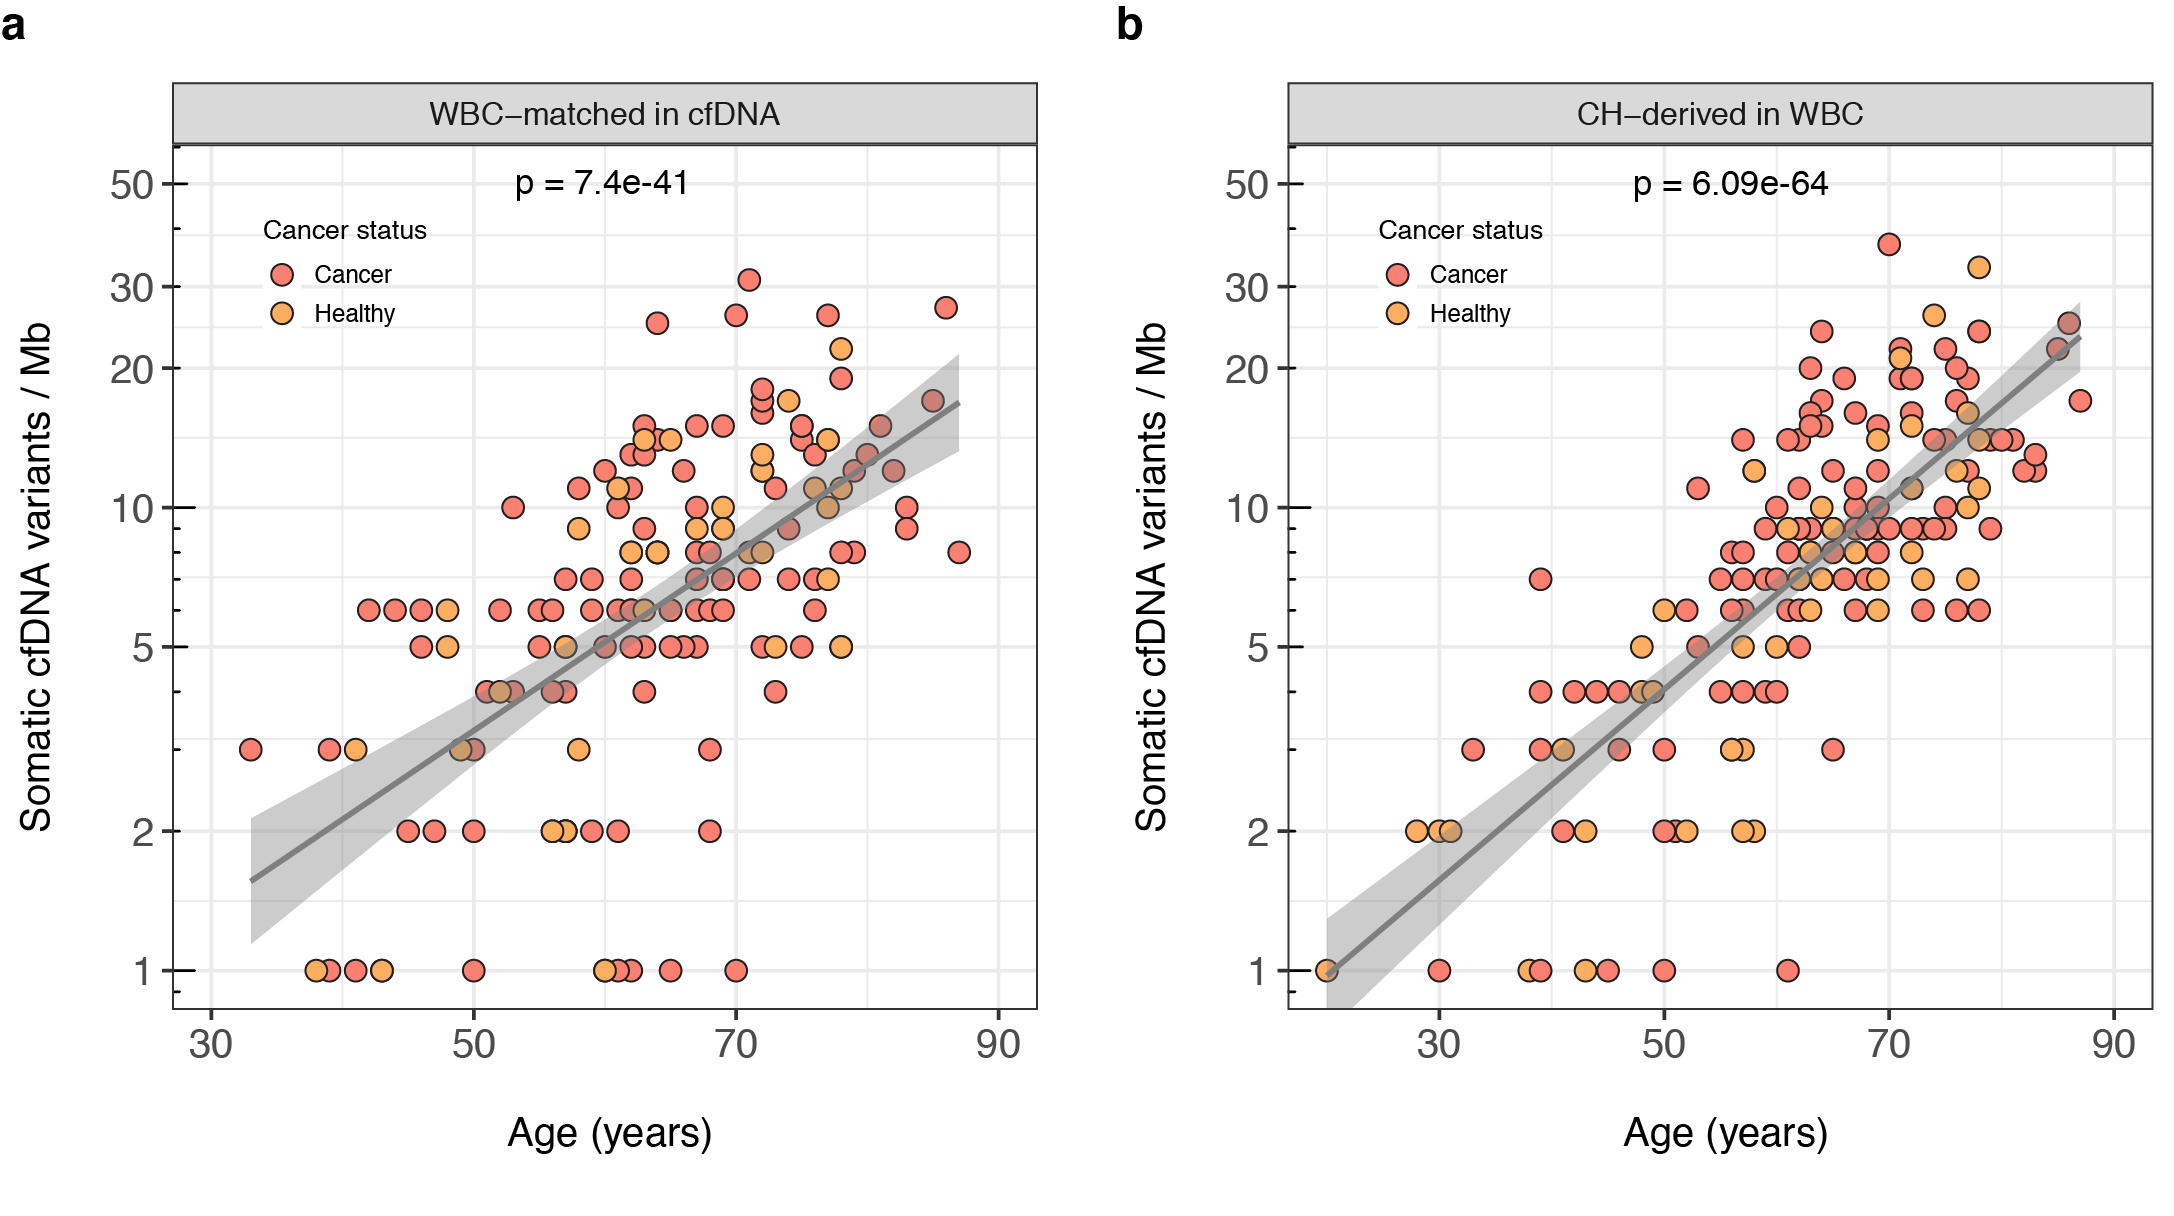 a
WBC−matched in cfDNA
p = 7.4e-41
Cancer status
Cancer
Healthy
50
30
20
10
5
2
1
Somatic cfDNA variants / Mb
30 50 70 90
Age (years)
b
CH−derived in WBC
p = 6.09e-64
Cancer status
Cancer
Healthy
50
30
20
10
5
2
1
Somatic cfDNA variants / Mb
30 50 70 90
Age (years)